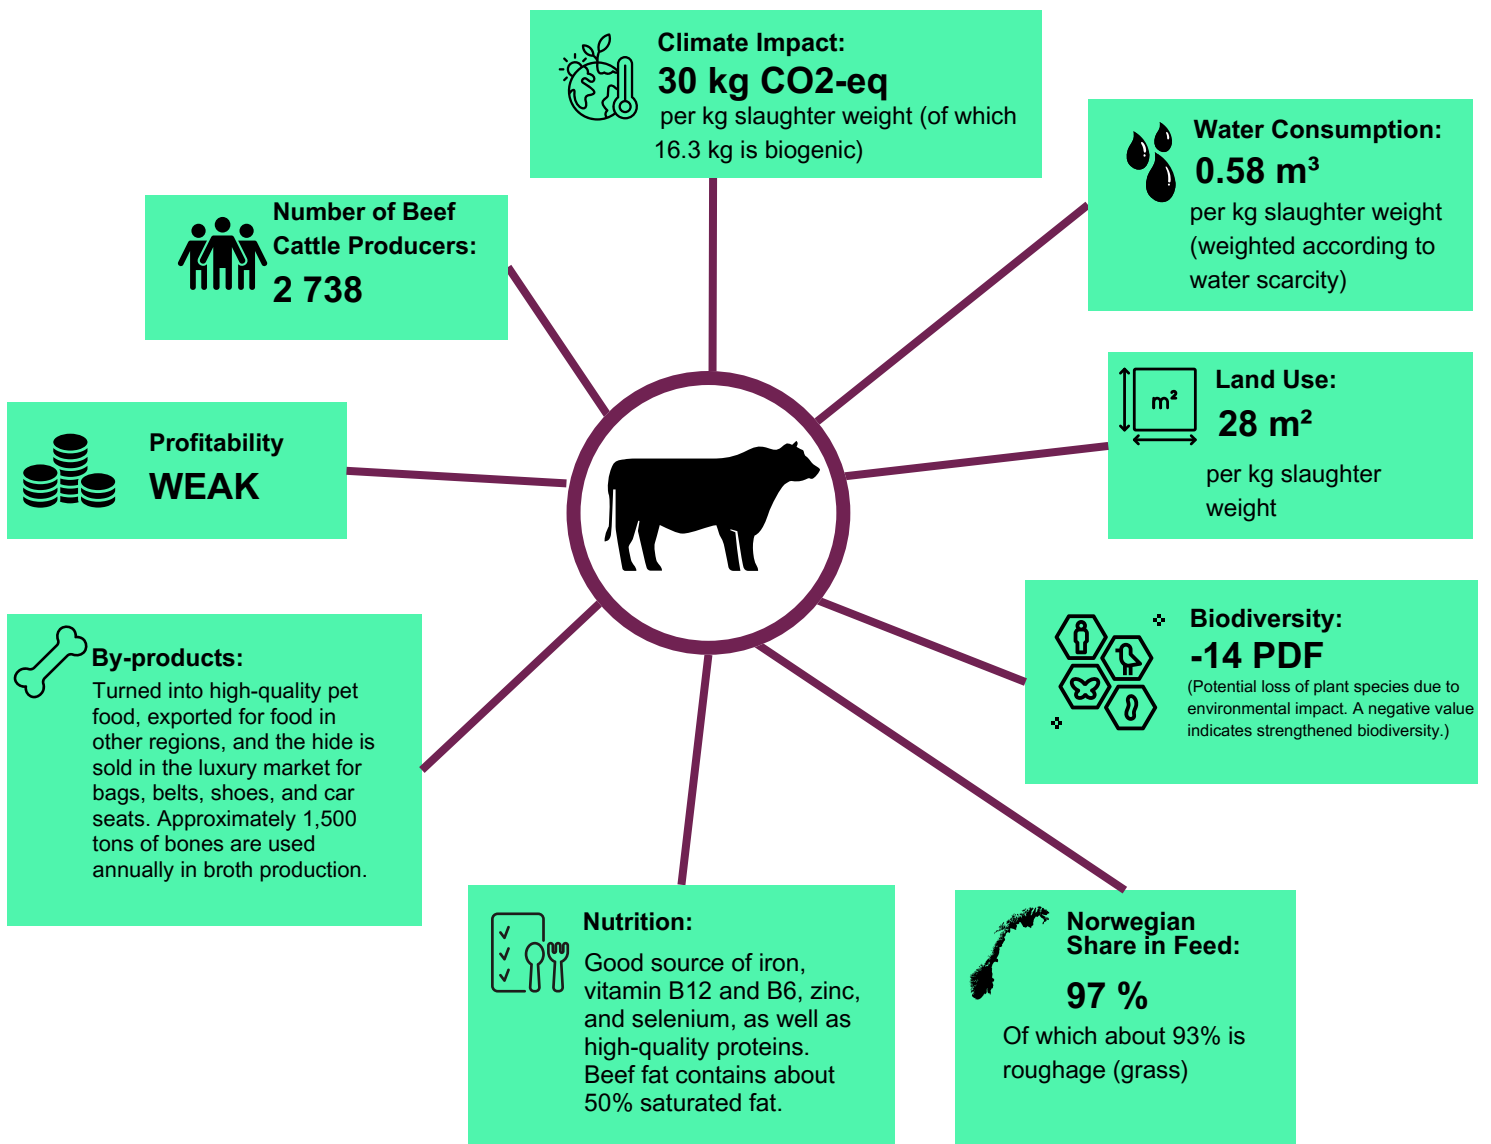 Climate Impact:
30 kg CO2-eq
per kg slaughter weight (of which
16.3 kg is biogenic)
Water Consumption:
0.58 m³
per kg slaughter weight
(weighted according to
water scarcity)
Number of Beef
Cattle Producers:
2 738
Land Use:
28 m²
per kg slaughter
weight
m²
Profitability
WEAK
Biodiversity:
-14 PDF
(Potential loss of plant species due to
environmental impact. A negative value
indicates strengthened biodiversity.)
By-products:
Turned into high-quality pet
food, exported for food in
other regions, and the hide is
sold in the luxury market for
bags, belts, shoes, and car
seats. Approximately 1,500
tons of bones are used
annually in broth production.
Nutrition:
Good source of iron,
vitamin B12 and B6, zinc,
and selenium, as well as
high-quality proteins.
Beef fat contains about
50% saturated fat.
Norwegian
Share in Feed:
97 %
Of which about 93% is
roughage (grass)